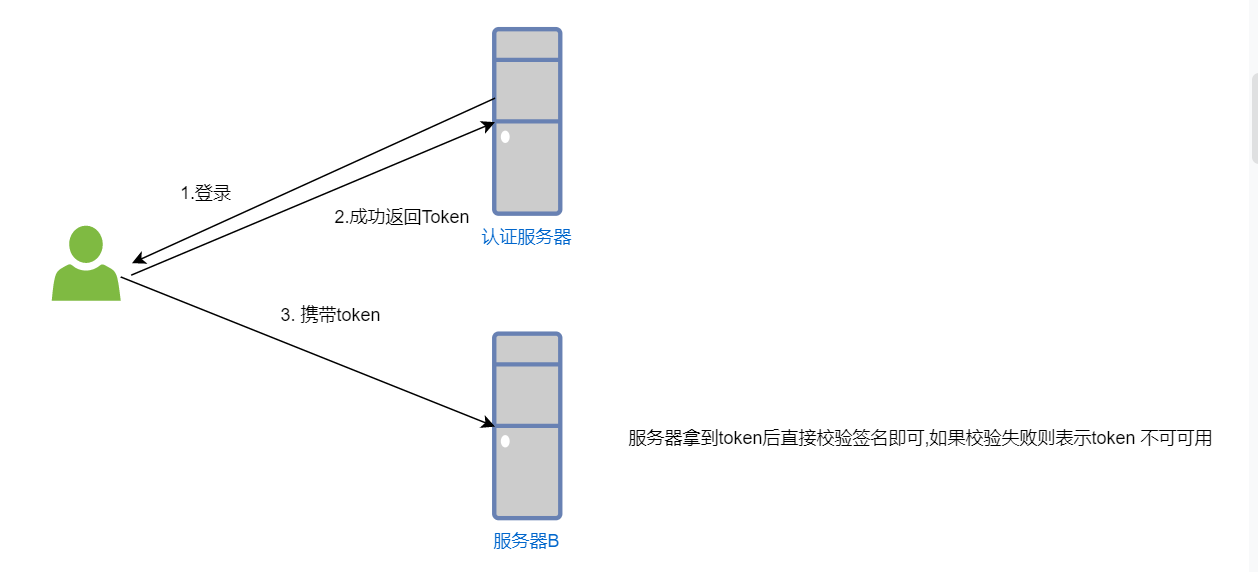 1.登录
2.成功返回Token
认证服务器
3. 携带token
服务器拿到token后直接校验签名即可,如果校验失败则表示token 不可可用
服务器B